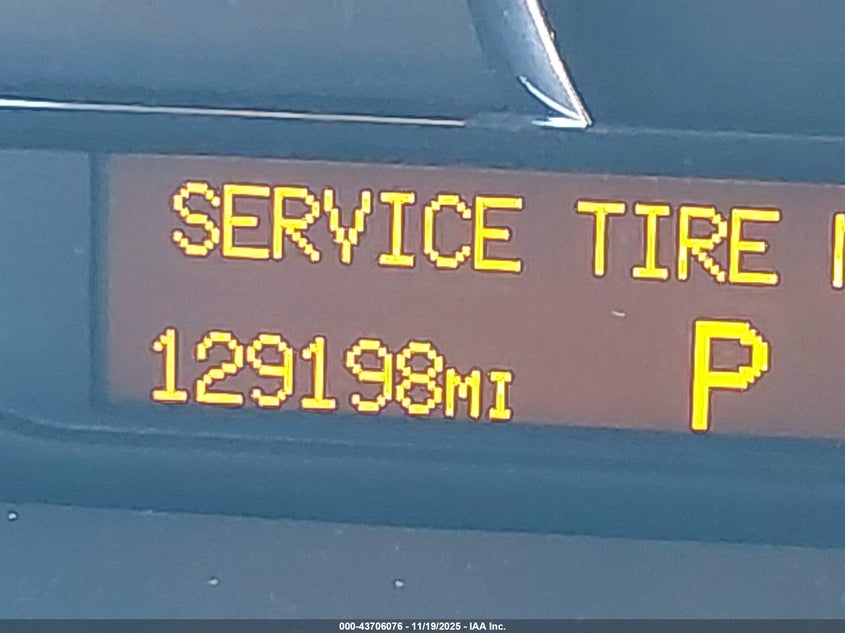 SERVICE TIRE
129198MI P
000-43706076 - 11/19/2025 - IAA Inc.